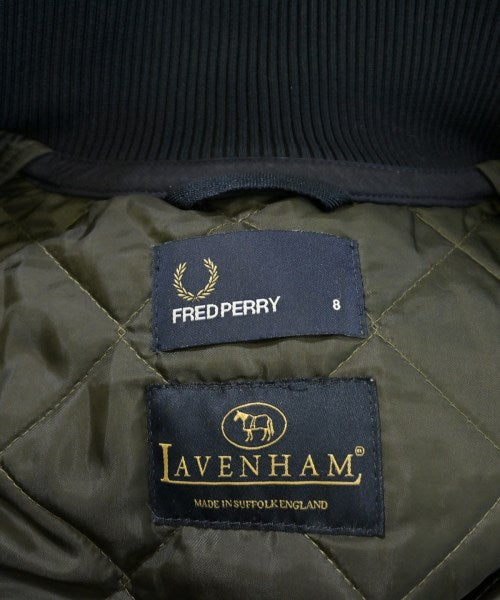 FRED PERRY 8
LAVENHAM
MADE IN SUFFOLK ENGLAND